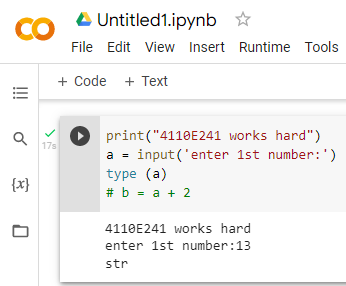 Untitled1.ipynb
File Edit View Insert Runtime Tools
+ Code + Text
17s
print("4110E241 works hard")
a = input('enter 1st number:')
type (a)
# b = a + 2
{x}
4110E241 works hard
enter 1st number:13
str